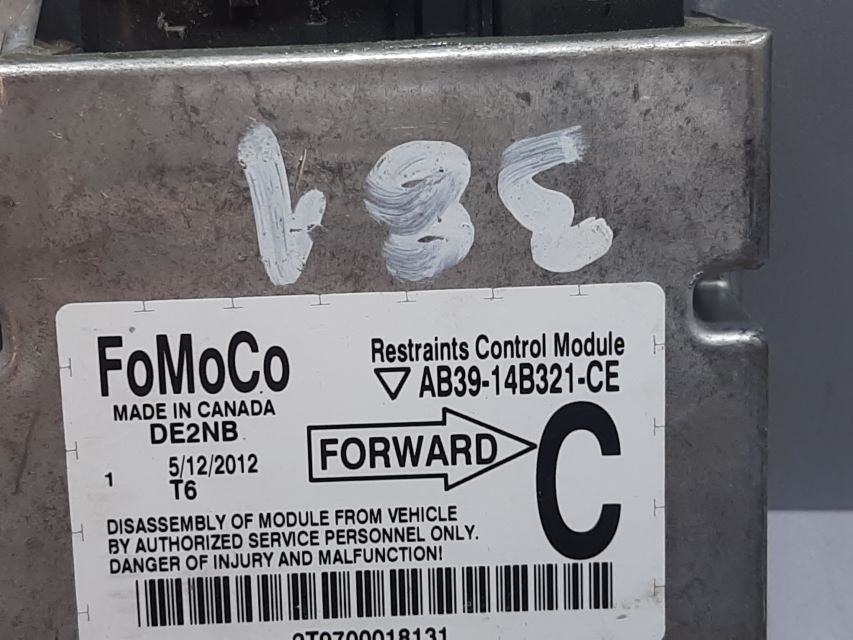 381
FoMoCo
MADE IN CANADA
DE2NB
1 5/12/2012
T6
Restraints Control Module
AB39-14B321-CE
FORWARD
C
DISASSEMBLY OF MODULE FROM VEHICLE
BY AUTHORIZED SERVICE PERSONNEL ONLY.
DANGER OF INJURY AND MALFUNCTION!